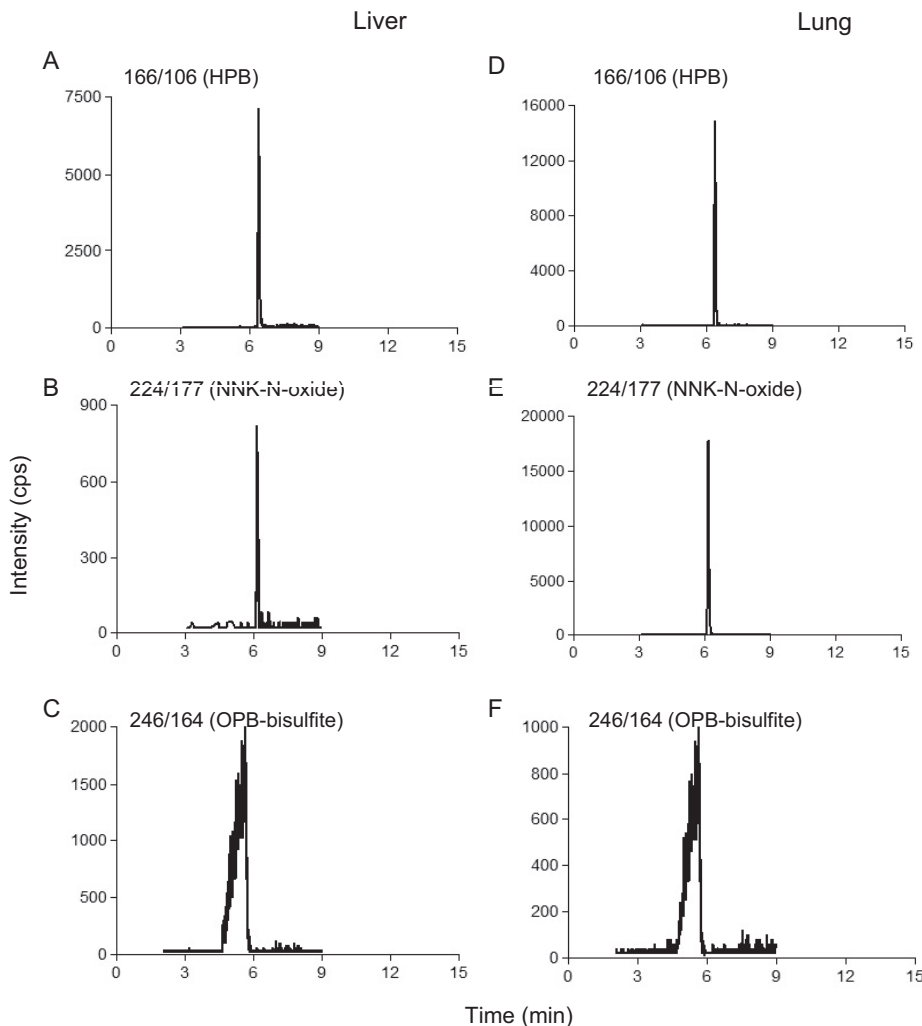 Liver
Lung
A
166/106 (HPB)
7500
5000
2500
0
0 3 6 9 12 15
D
166/106 (HPB)
16000
12000
8000
4000
0
0 3 6 9 12 15
B
224/177 (NNK-N-oxide)
900
600
300
0
0 3 6 9 12 15
E
224/177 (NNK-N-oxide)
20000
15000
10000
5000
0
0 3 6 9 12 15
Intensity (cps)
C
246/164 (OPB-bisulfite)
2000
1500
1000
500
0
0 3 6 9 12 15
F
246/164 (OPB-bisulfite)
1000
800
600
400
200
0
0 3 6 9 12 15
Time (min)